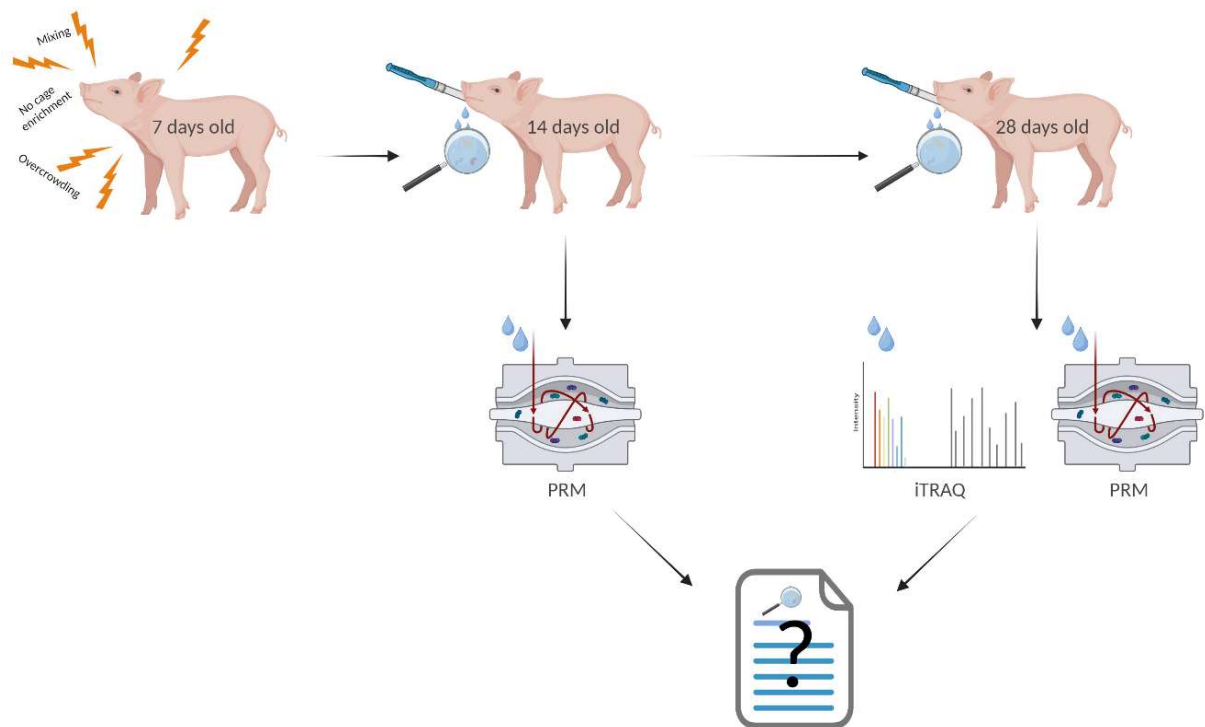 Mixing
No cage
enrichment
Overcrowding
7 days old
14 days old
28 days old
Intensity
PRM
iTRAQ
PRM
?